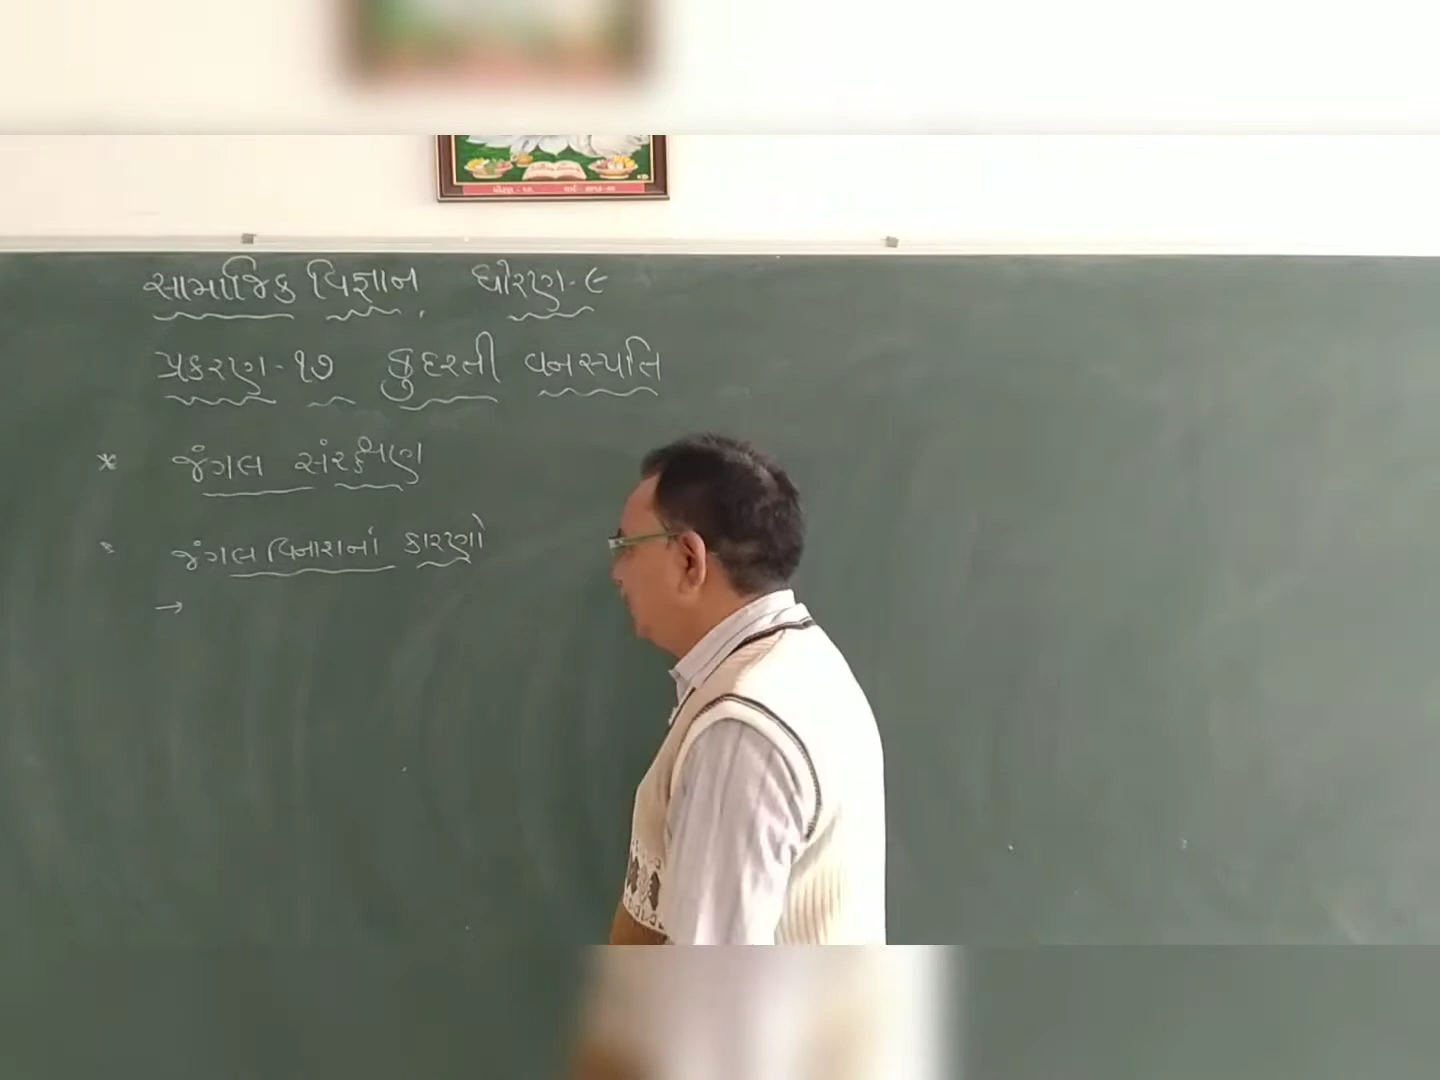 સામાજિક વિજ્ઞાન, ધોરણ-૯
પ્રકરણ-૧૭ કુદરતી વનસ્પતિ
* જંગલ સંરક્ષણ
* જંગલ વિનાશનાં કારણો
→